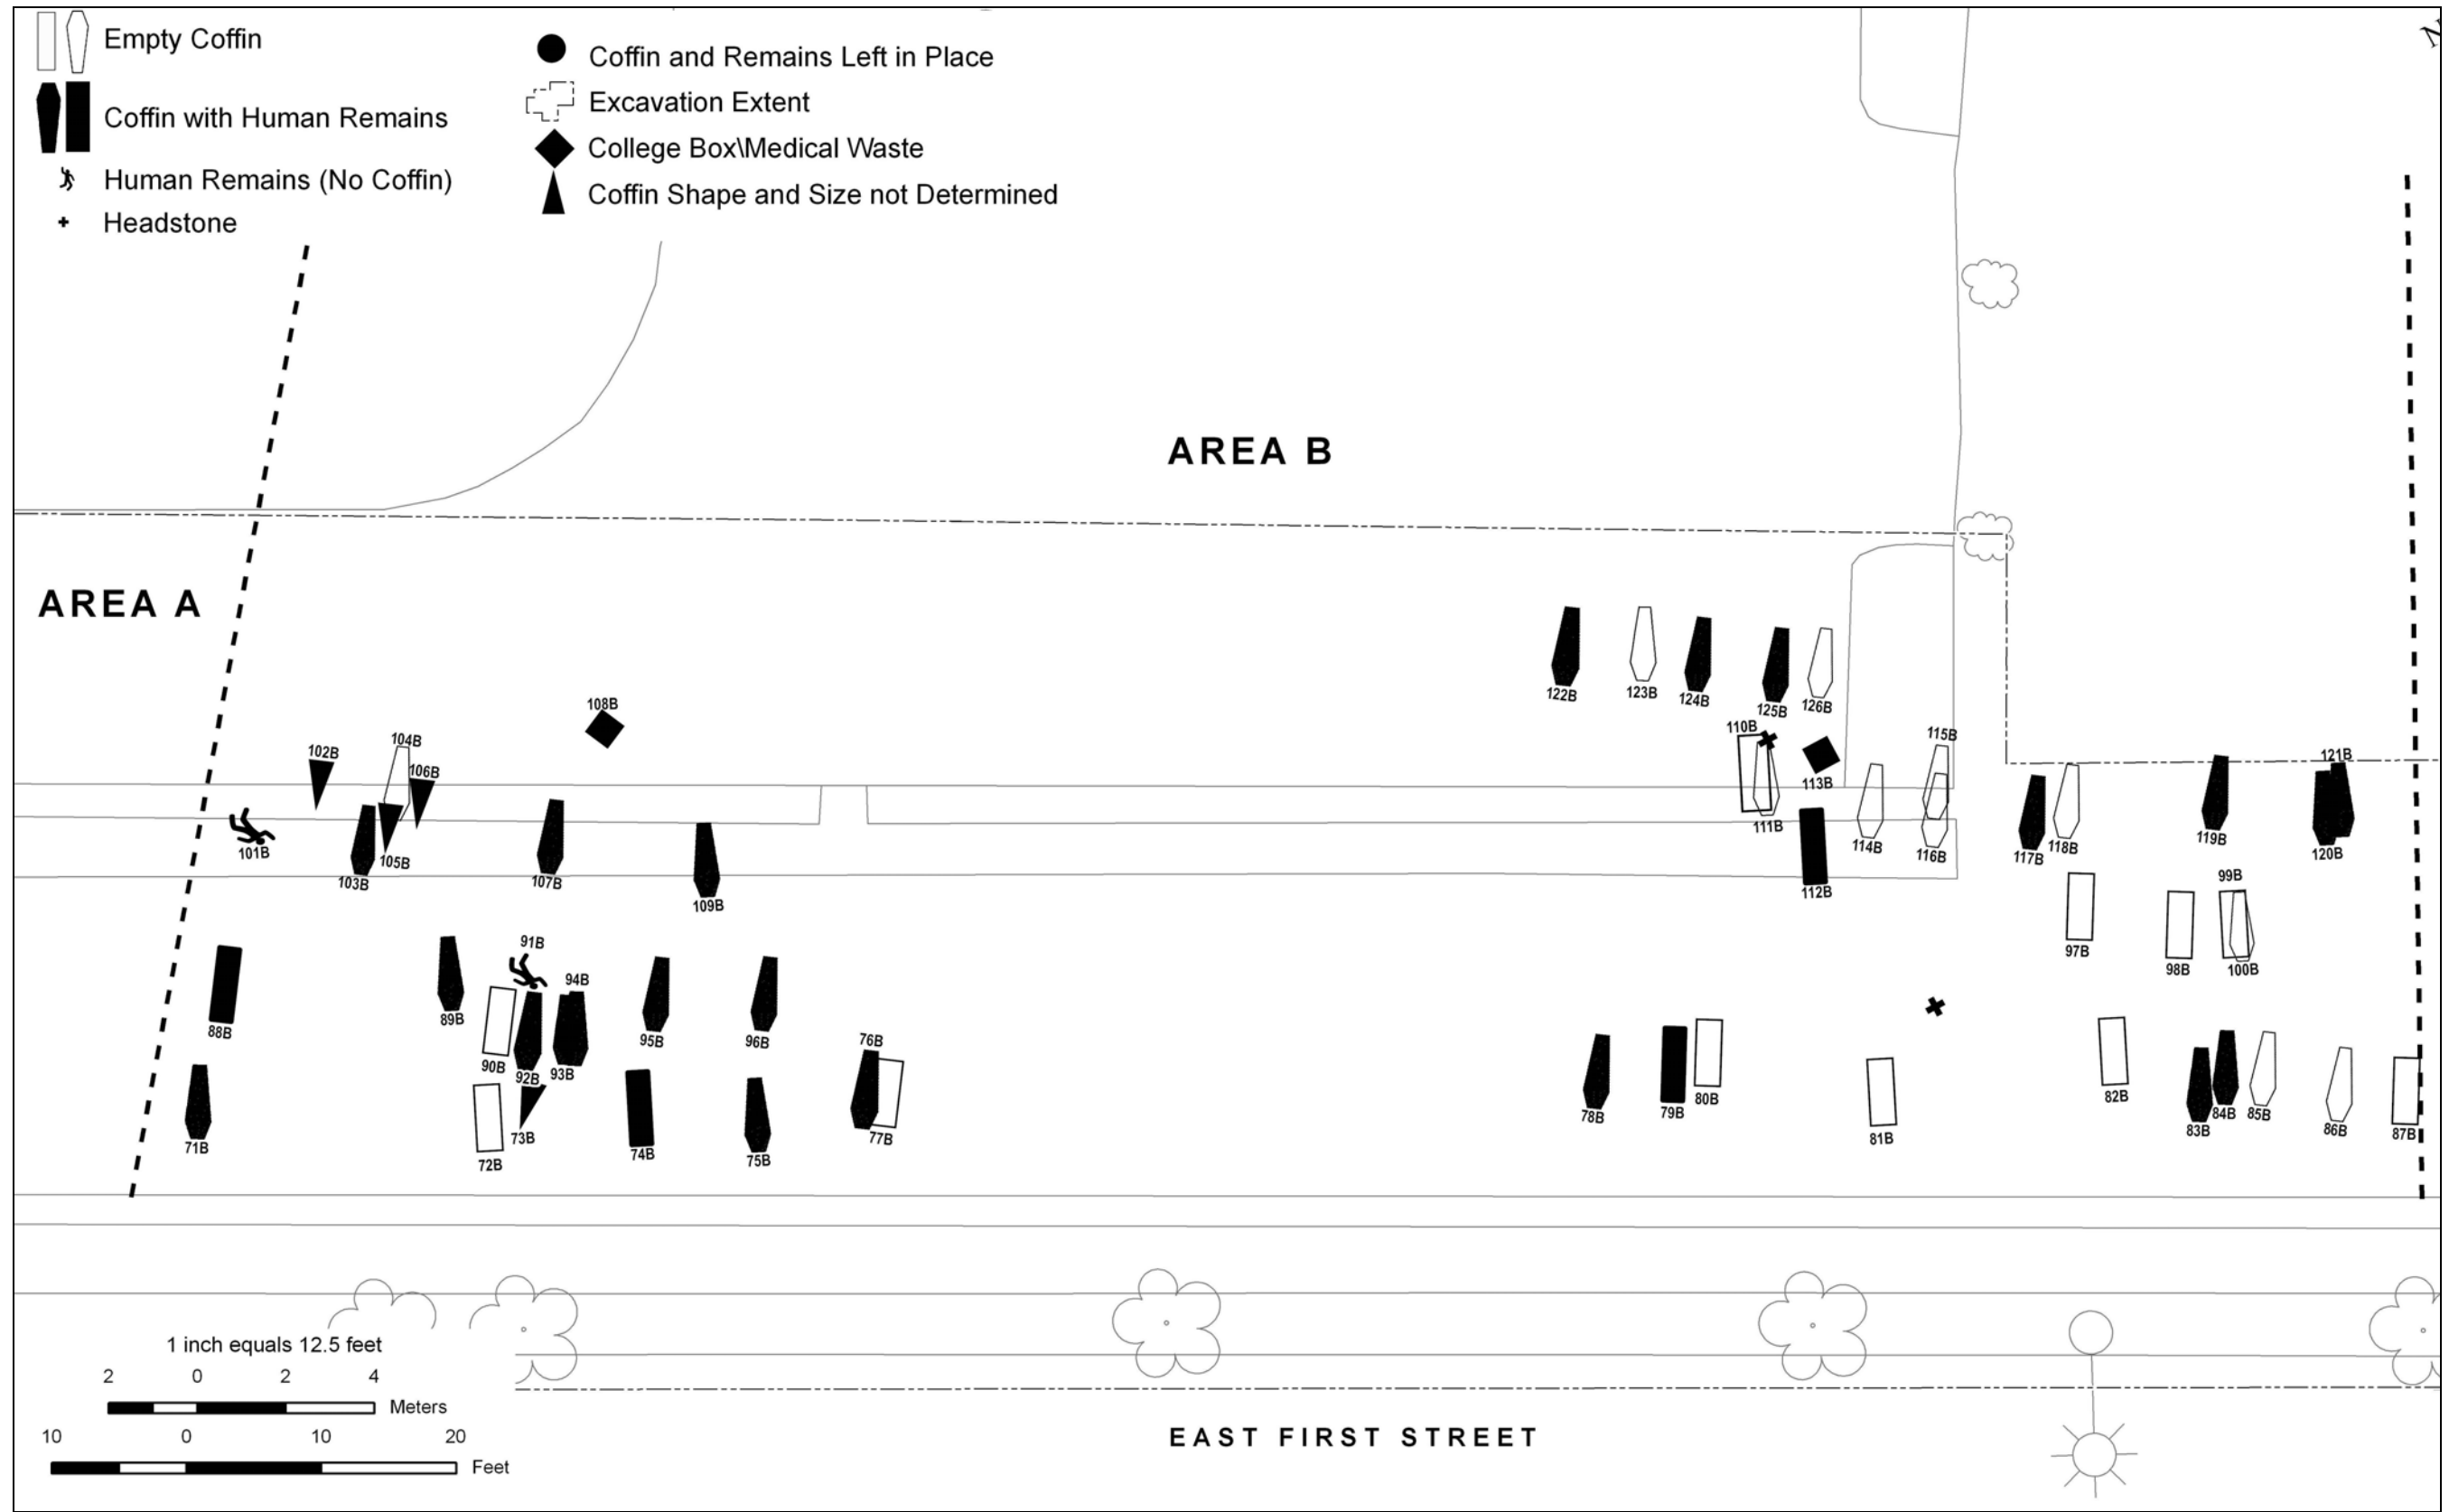 Empty Coffin
Coffin with Human Remains
Human Remains (No Coffin)
Headstone
Coffin and Remains Left in Place
Excavation Extent
College Box\Medical Waste
Coffin Shape and Size not Determined
N
AREA B
AREA A
122B
123B
124B
125B
126B
108B
110B
115B
102B
104B
106B
113B
121B
101B
105B
103B
107B
109B
111B
112B
114B
116B
117B
118B
119B
120B
99B
97B
98B
100B
91B
94B
88B
89B
90B
92B
93B
95B
96B
76B
71B
72B
73B
74B
75B
77B
78B
79B
80B
81B
82B
83B
84B
85B
86B
87B
1 inch equals 12.5 feet
2 0 2 4
Meters
10 0 10 20
Feet
EAST FIRST STREET